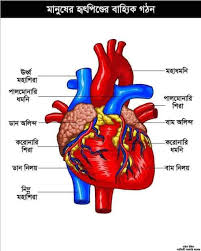 মানুষের হৃৎপিণ্ডের বাহ্যিক গঠন
ঊর্ধ্ব
মহাশিরা
পালমোনারি
ধমনি
ডান অলিন্দ
করোনারি
শিরা
ডান নিলয়
নিম্ন
মহাশিরা
মহাধমনি
পালমোনারি
শিরা
বাম অলিন্দ
করোনারি
ধমনি
বাম নিলয়